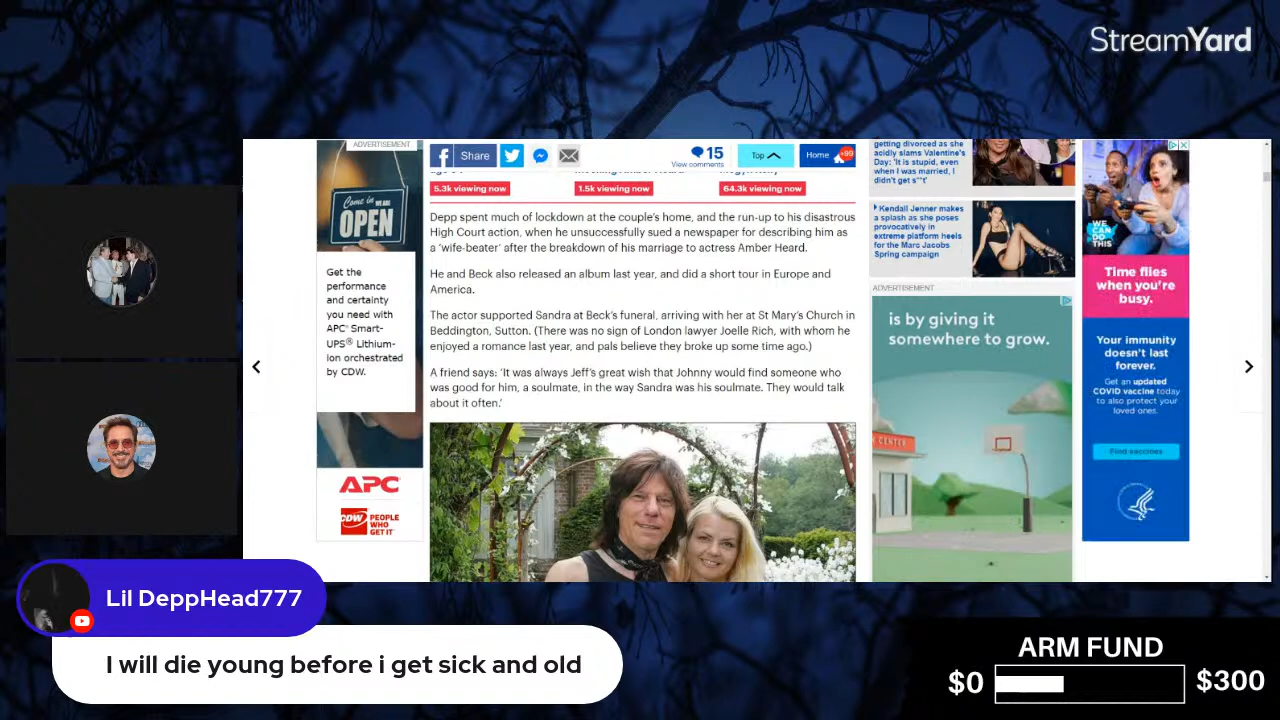 StreamYard
ADVERTISEMENT
Come in
WE ARE
OPEN
Get the
performance
and certainty
you need with
APC® Smart-
UPS® Lithium-
Ion orchestrated
by CDW.
APC
CDW PEOPLE
WHO
GET IT
Share
15
View comments
Top
Home
+99
5.3k viewing now
1.5k viewing now
64.3k viewing now
Depp spent much of lockdown at the couple's home, and the run-up to his disastrous
High Court action, when he unsuccessfully sued a newspaper for describing him as
a 'wife-beater' after the breakdown of his marriage to actress Amber Heard.
He and Beck also released an album last year, and did a short tour in Europe and
America.
The actor supported Sandra at Beck's funeral, arriving with her at St Mary's Church in
Beddington, Sutton. (There was no sign of London lawyer Joelle Rich, with whom he
enjoyed a romance last year, and pals believe they broke up some time ago.)
A friend says: 'It was always Jeff's great wish that Johnny would find someone who
was good for him, a soulmate, in the way Sandra was his soulmate. They would talk
about it often.'
getting divorced as she
acidly slams Valentine's
Day: 'It is stupid, even
when I was married, I
didn't get s**t'
Kendall Jenner makes
a splash as she poses
provocatively in
extreme platform heels
for the Marc Jacobs
Spring campaign
ADVERTISEMENT
is by giving it
somewhere to grow.
CENTER
WE
CAN DO
THIS
Time flies
when you're
busy.
Your immunity
doesn't last
forever.
Get an updated
COVID vaccine today
to also protect your
loved ones.
Find vaccines
Lil DeppHead777
I will die young before i get sick and old
ARM FUND
$0
$300